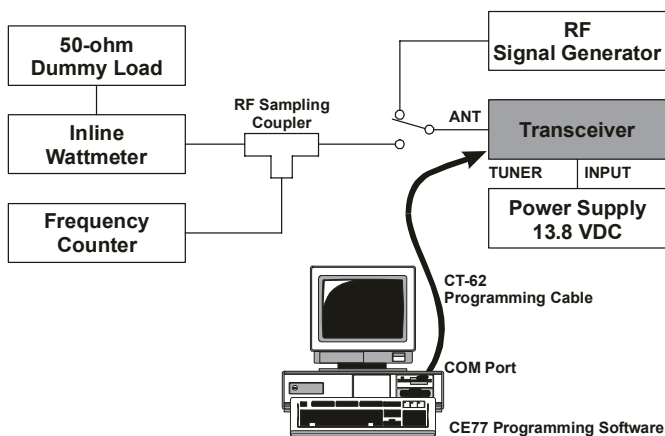 50-ohm
Dummy Load
RF
Signal Generator
RF Sampling
Coupler
ANT
Inline
Wattmeter
Transceiver
TUNER
INPUT
Frequency
Counter
Power Supply
13.8 VDC
CT-62
Programming Cable
COM Port
CE77 Programming Software